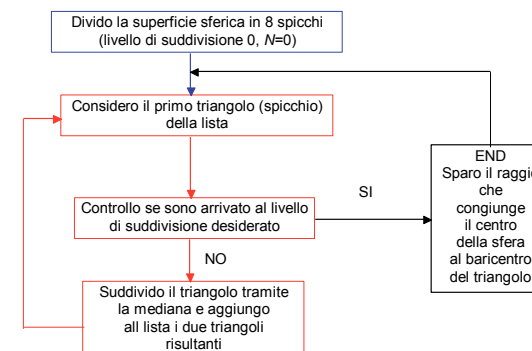 Divido la superficie sferica in 8 spicchi
(livello di suddivisione 0, N=0)
Considero il primo triangolo (spicchio)
della lista
Controllo se sono arrivato al livello
di suddivisione desiderato
SI
NO
Suddivido il triangolo tramite
la mediana e aggiungo
all lista i due triangoli
risultanti
END
Sparo il raggio
che
congiunge
il centro
della sfera
al baricentro
del triangolo